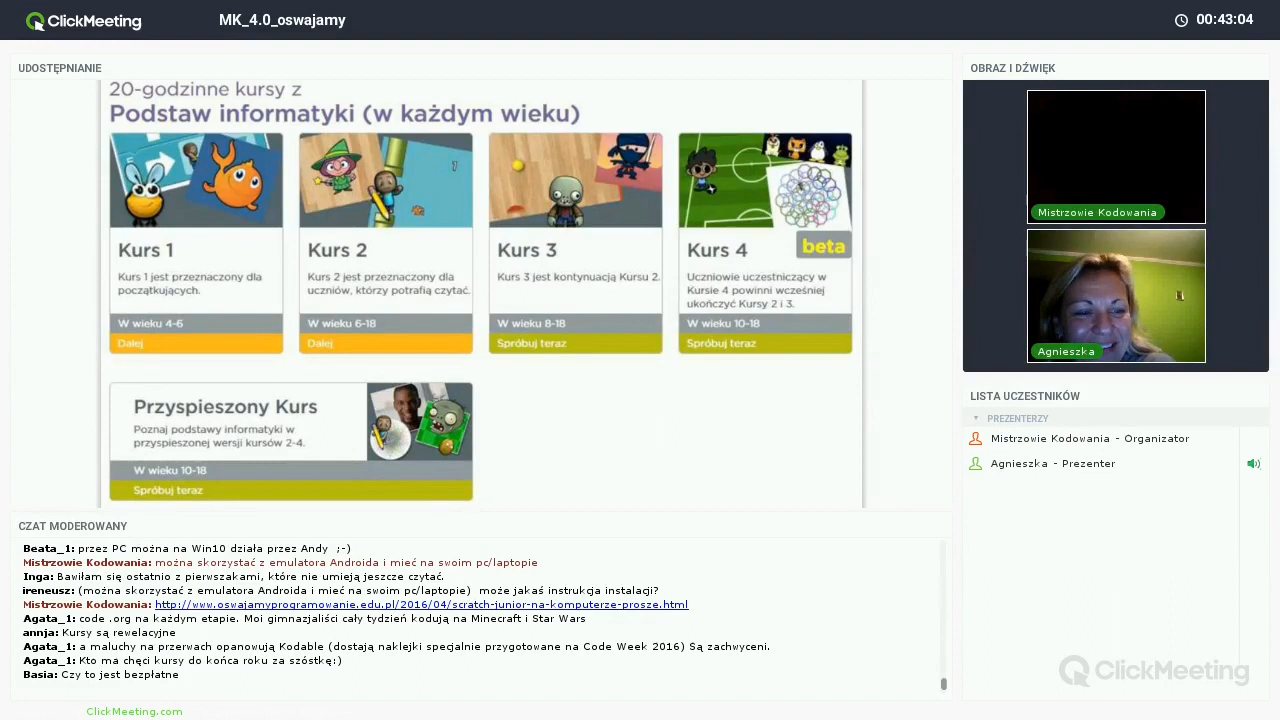 ClickMeeting
MK_4.0_oswajamy
00:43:04
UDOSTĘPNIANIE
20-godzinne kursy z
Podstaw informatyki (w każdym wieku)
Kurs 1
Kurs 1 jest przeznaczony dla
początkujących.
W wieku 4-6
Dalej
Kurs 2
Kurs 2 jest przeznaczony dla
uczniów, którzy potrafią czytać.
W wieku 6-18
Dalej
Kurs 3
Kurs 3 jest kontynuacją Kursu 2.
W wieku 8-18
Spróbuj teraz
beta
Kurs 4
Uczniowie uczestniczący w
Kursie 4 powinni wcześniej
ukończyć Kursy 2 i 3.
W wieku 10-18
Spróbuj teraz
Przyspieszony Kurs
Poznaj podstawy informatyki w
przyspieszonej wersji kursów 2-4.
W wieku 10-18
Spróbuj teraz
CZAT MODEROWANY
Beata_1: przez PC można na Win10 działa przez Andy ;-)
Mistrzowie Kodowania: można skorzystać z emulatora Androida i mieć na swoim pc/laptopie
Inga: Bawiłam się ostatnio z pierwszakami, które nie umieją jeszcze czytać.
ireneusz: (można skorzystać z emulatora Androida i mieć na swoim pc/laptopie) może jakaś instrukcja instalacji?
Mistrzowie Kodowania: http://www.oswajamyprogramowanie.edu.pl/2016/04/scratch-junior-na-komputerze-prosze.html
Agata_1: code .org na każdym etapie. Moi gimnazjaliści cały tydzień kodują na Minecraft i Star Wars
annja: Kursy są rewelacyjne
Agata_1: a maluchy na przerwach opanowują Kodable (dostają naklejki specjalnie przygotowane na Code Week 2016) Są zachwyceni.
Agata_1: Kto ma chęci kursy do końca roku za szóstkę:)
Basia: Czy to jest bezpłatne
ClickMeeting.com
OBRAZ I DŹWIĘK
Mistrzowie Kodowania
Agnieszka
LISTA UCZESTNIKÓW
PREZENTERZY
Mistrzowie Kodowania - Organizator
Agnieszka - Prezenter
ClickMeeting